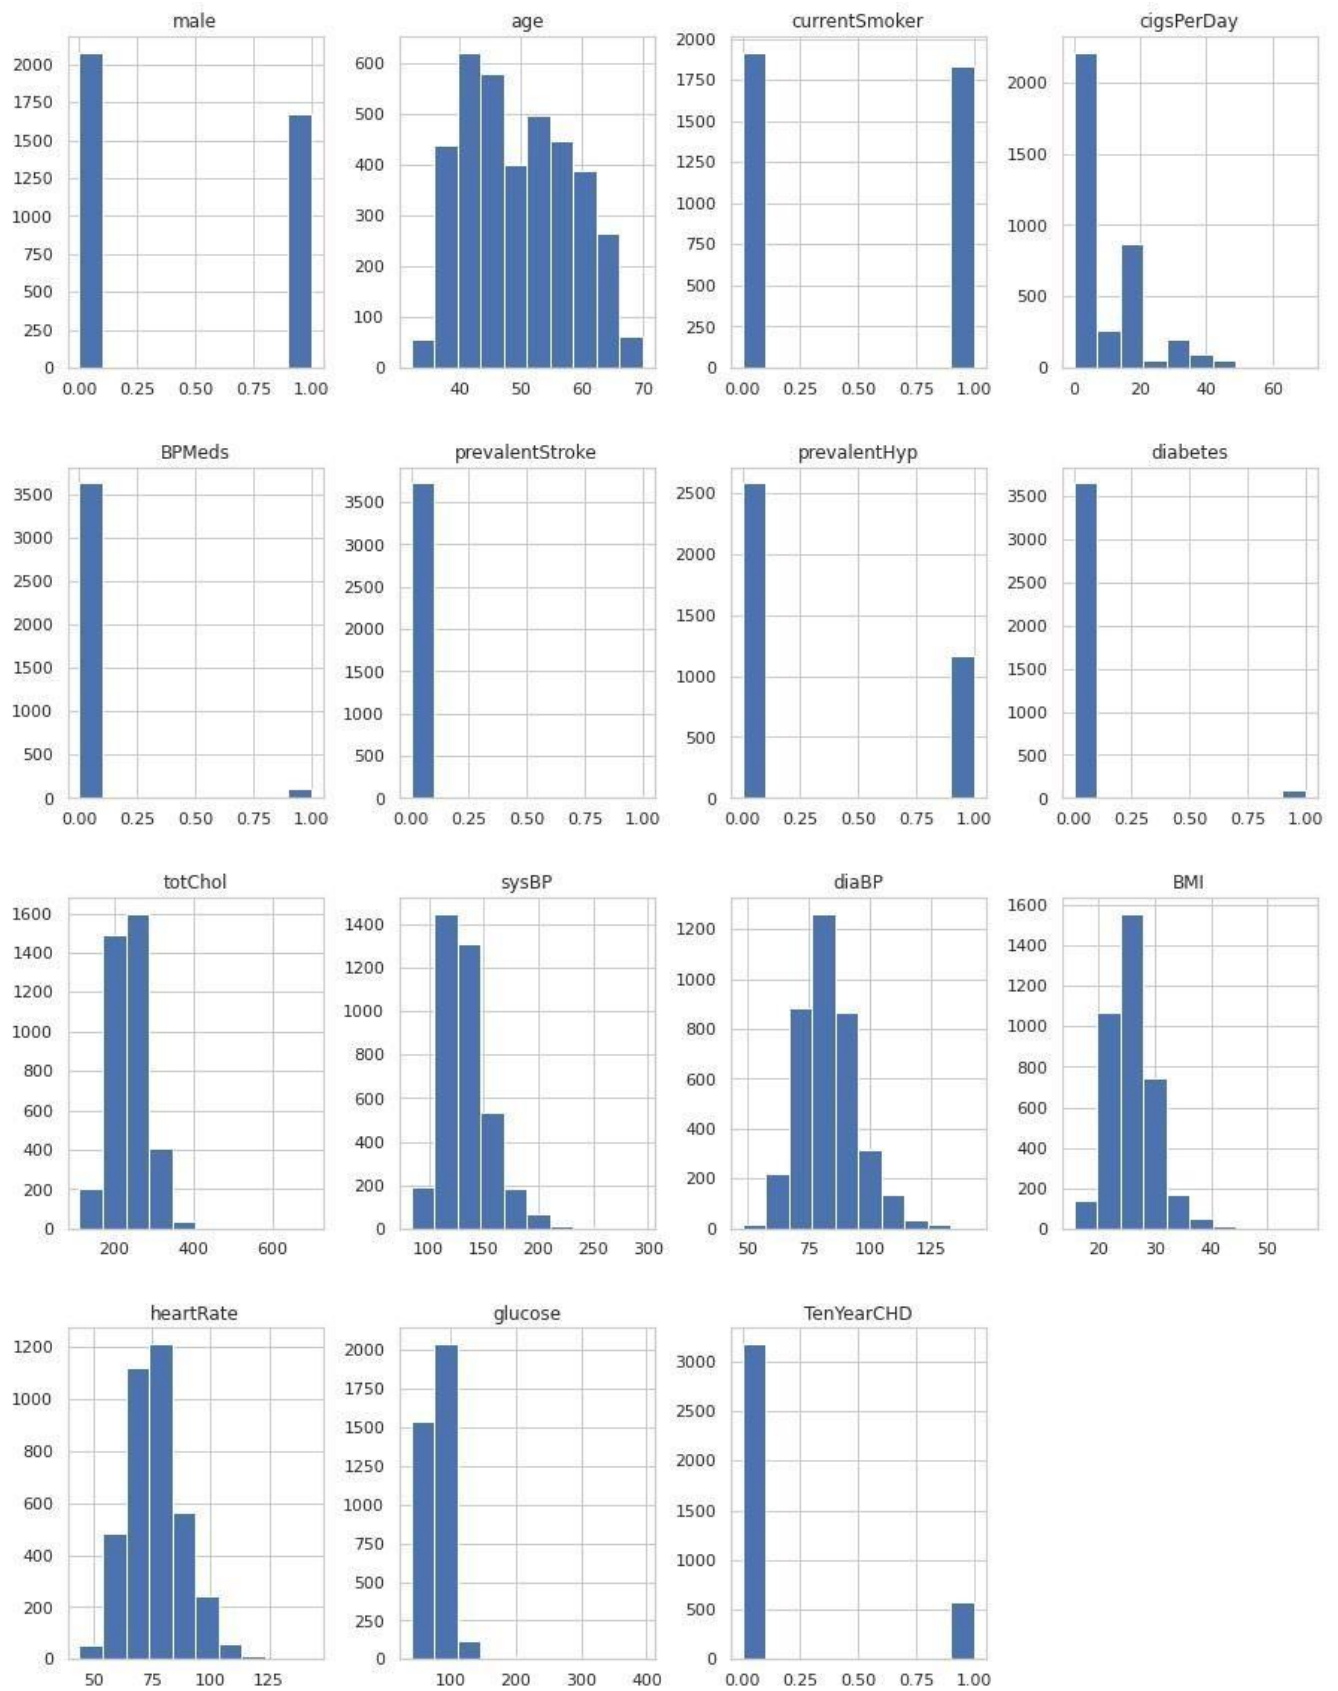 male age currentSmoker cigsPerDay
2000 1750 1500 1250 1000 750 500 250 0
600 500 400 300 200 100 0
2000 1750 1500 1250 1000 750 500 250 0
2000 1500 1000 500 0
0.00 0.25 0.50 0.75 1.00
40 50 60 70
0.00 0.25 0.50 0.75 1.00
0 20 40 60
BPMeds prevalentStroke prevalentHyp diabetes
3500 3000 2500 2000 1500 1000 500 0
3500 3000 2500 2000 1500 1000 500 0
2500 2000 1500 1000 500 0
3500 3000 2500 2000 1500 1000 500 0
0.00 0.25 0.50 0.75 1.00
0.00 0.25 0.50 0.75 1.00
0.00 0.25 0.50 0.75 1.00
0.00 0.25 0.50 0.75 1.00
totChol sysBP diaBP BMI
1600 1400 1200 1000 800 600 400 200 0
1400 1200 1000 800 600 400 200 0
1200 1000 800 600 400 200 0
1600 1400 1200 1000 800 600 400 200 0
200 400 600
100 150 200 250 300
50 75 100 125
20 30 40 50
heartRate glucose TenYearCHD
1200 1000 800 600 400 200 0
2000 1750 1500 1250 1000 750 500 250 0
3000 2500 2000 1500 1000 500 0
50 75 100 125
100 200 300 400
0.00 0.25 0.50 0.75 1.00